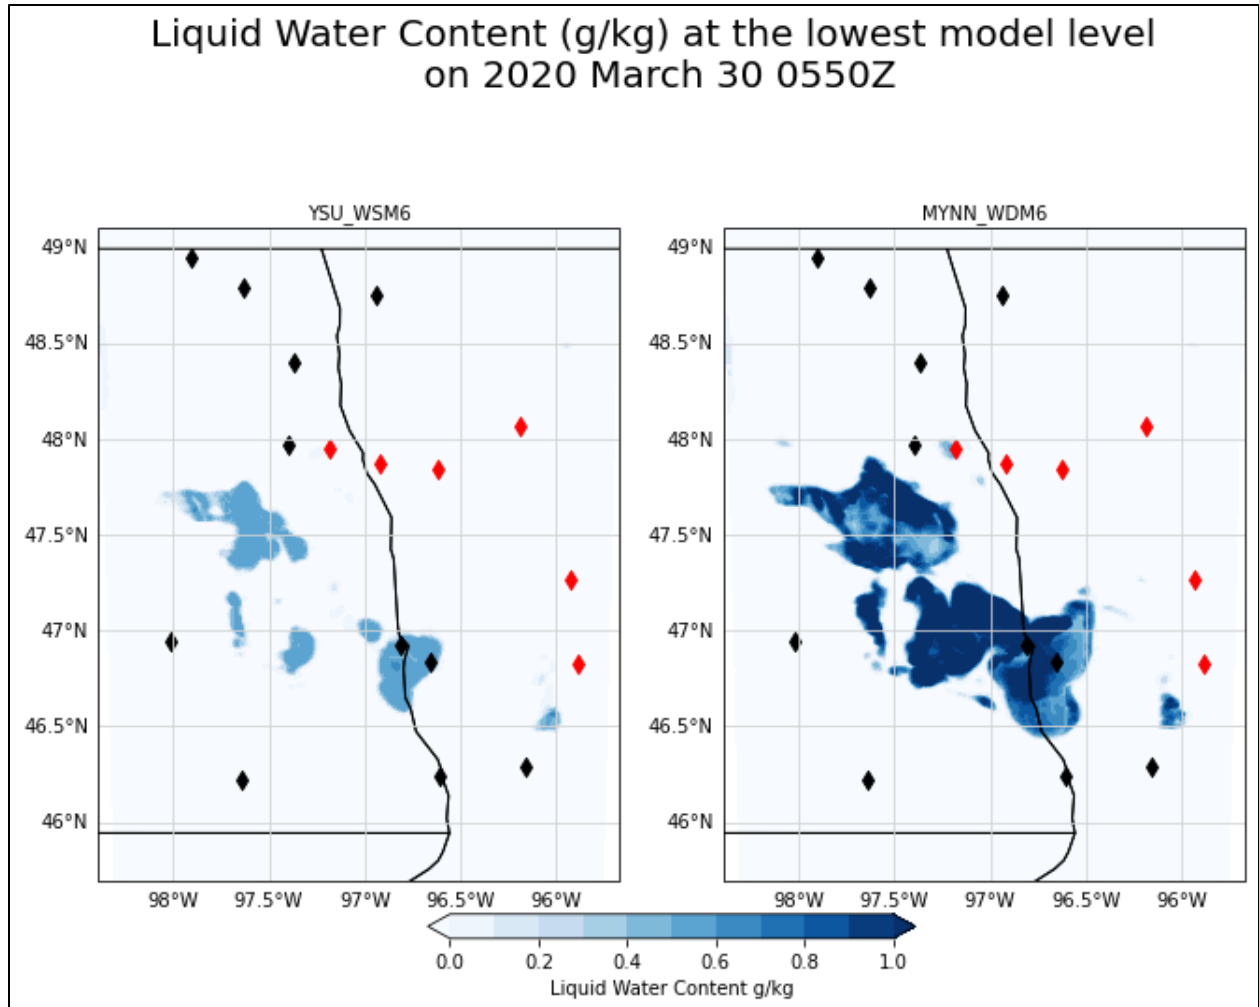 Liquid Water Content (g/kg) at the lowest model level
on 2020 March 30 0550Z
YSU_WSM6
49°N
48.5°N
48°N
47.5°N
47°N
46.5°N
46°N
98°W 97.5°W 97°W 96.5°W 96°W
MYNN_WDM6
49°N
48.5°N
48°N
47.5°N
47°N
46.5°N
46°N
98°W 97.5°W 97°W 96.5°W 96°W
0.0 0.2 0.4 0.6 0.8 1.0
Liquid Water Content g/kg